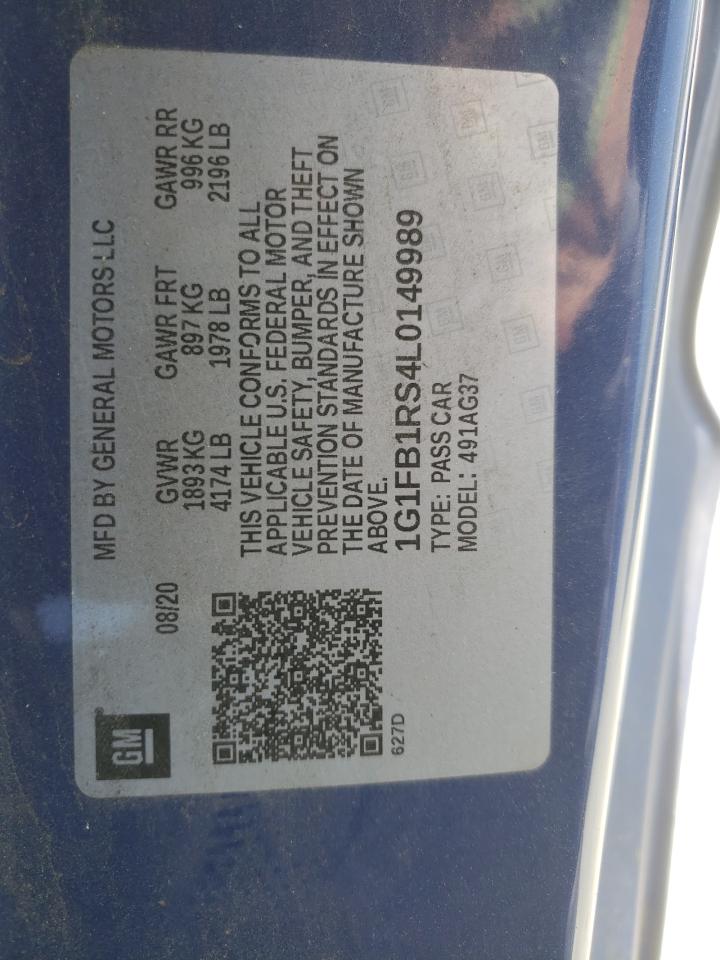 GM
MFD BY GENERAL MOTORS LLC
08/20 GVWR GAWR FRT GAWR RR
1893 KG 897 KG 996 KG
4174 LB 1978 LB 2196 LB
THIS VEHICLE CONFORMS TO ALL
APPLICABLE U.S. FEDERAL MOTOR
VEHICLE SAFETY, BUMPER, AND THEFT
PREVENTION STANDARDS IN EFFECT ON
THE DATE OF MANUFACTURE SHOWN
ABOVE.
1G1FB1RS4L0149989
TYPE: PASS CAR
MODEL: 491AG37
627D